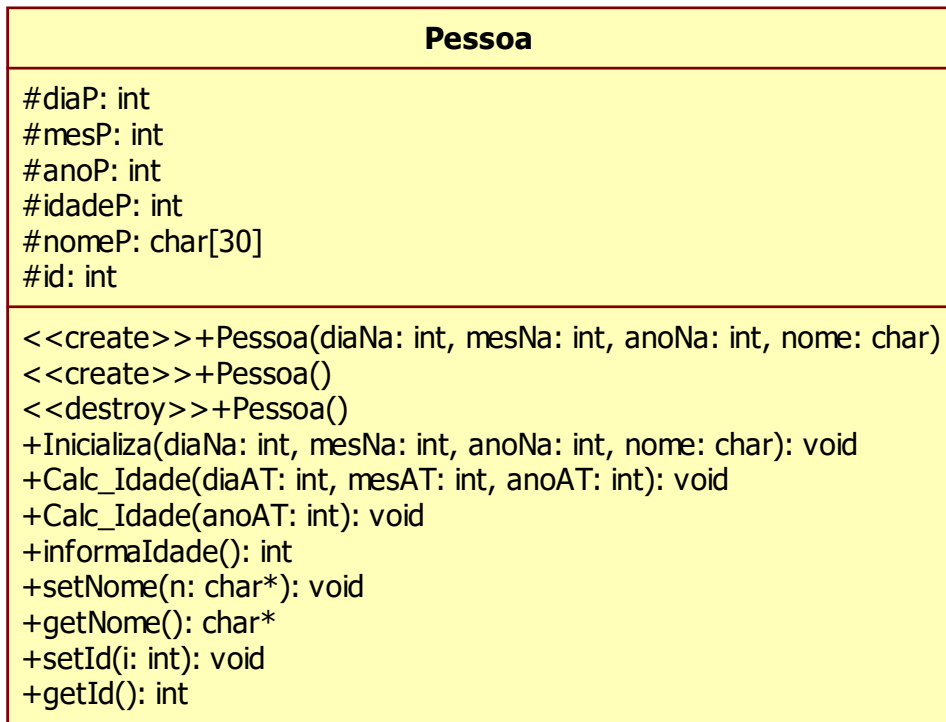 Pessoa
#diaP: int
#mesP: int
#anoP: int
#idadeP: int
#nomeP: char[30]
#id: int
<<create>>+Pessoa(diaNa: int, mesNa: int, anoNa: int, nome: char)
<<create>>+Pessoa()
<<destroy>>+Pessoa()
+Inicializa(diaNa: int, mesNa: int, anoNa: int, nome: char): void
+Calc_Idade(diaAT: int, mesAT: int, anoAT: int): void
+Calc_Idade(anoAT: int): void
+informaIdade(): int
+setNome(n: char*): void
+getNome(): char*
+setId(i: int): void
+getId(): int